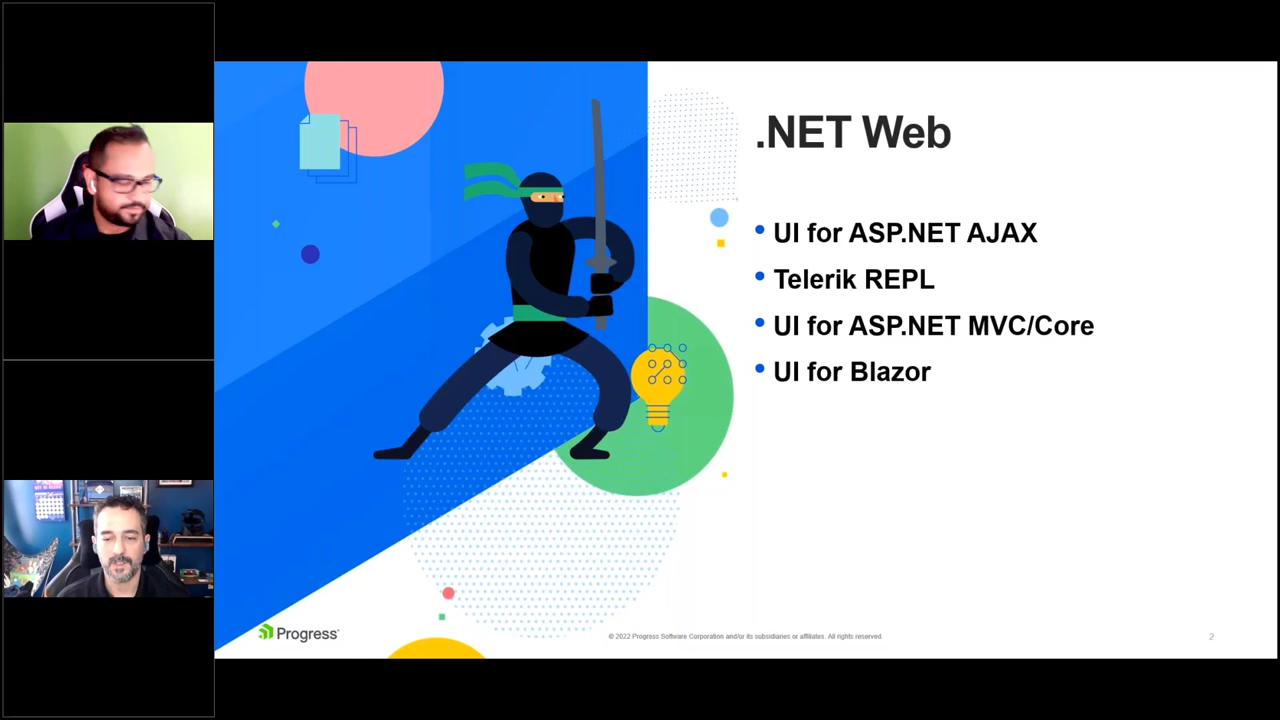 .NET Web
UI for ASP.NET AJAX
Telerik REPL
UI for ASP.NET MVC/Core
UI for Blazor
Progress
© 2022 Progress Software Corporation and/or its subsidiaries or affiliates. All rights reserved.
2